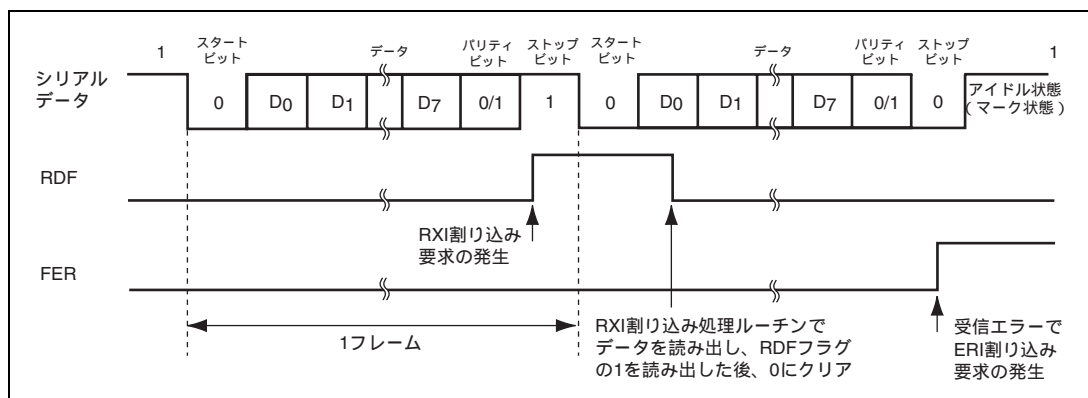 1
スタート
ビット
データ
パリティ
ビット
ストップ
ビット
スタート
ビット
データ
パリティ
ビット
ストップ
ビット
1
シリアル
データ
0
D0
D1
D7
0/1
1
0
D0
D1
D7
0/1
0
アイドル状態
(マーク状態)
RDF
RXI割り込み
要求の発生
FER
1フレーム
RXI割り込み処理ルーチンで
データを読み出し、RDFフラグ
の1を読み出した後、0にクリア
受信エラーで
ERI割り込み
要求の発生